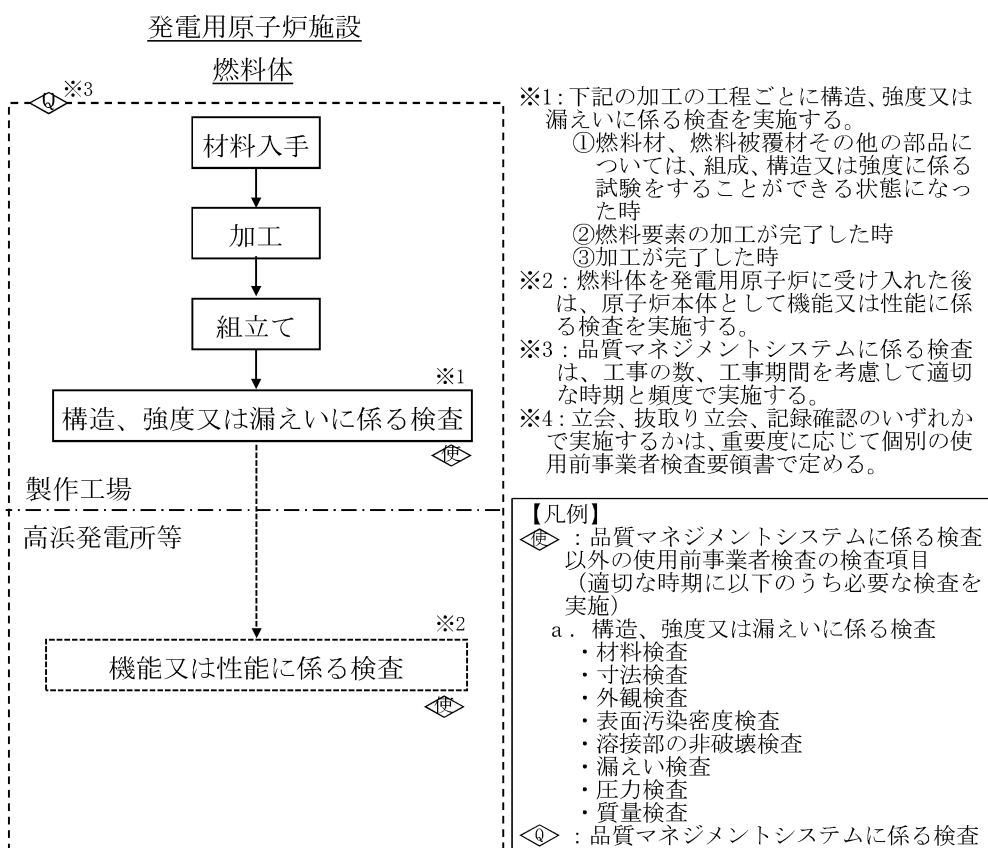 発電用原子炉施設
燃料体
Q
※3
材料入手
加工
組立て
※1
構造、強度又は漏えいに係る検査
使
製作工場
高浜発電所等
※2
機能又は性能に係る検査
使
※1：下記の加工の工程ごとに構造、強度又は
漏えいに係る検査を実施する。
①燃料材、燃料被覆材その他の部品に
ついては、組成、構造又は強度に係る
試験をすることができる状態になっ
た時
②燃料要素の加工が完了した時
③加工が完了した時
※2：燃料体を発電用原子炉に受け入れた後
は、原子炉本体として機能又は性能に係
る検査を実施する。
※3：品質マネジメントシステムに係る検査
は、工事の数、工事期間を考慮して適切
な時期と頻度で実施する。
※4：立会、抜取り立会、記録確認のいずれか
で実施するかは、重要度に応じて個別の使
用前事業者検査要領書で定める。
【凡例】
使：品質マネジメントシステムに係る検査
以外の使用前事業者検査の検査項目
（適切な時期に以下のうち必要な検査を
実施）
a．構造、強度又は漏えいに係る検査
・材料検査
・寸法検査
・外観検査
・表面汚染密度検査
・溶接部の非破壊検査
・漏えい検査
・圧力検査
・質量検査
Q：品質マネジメントシステムに係る検査